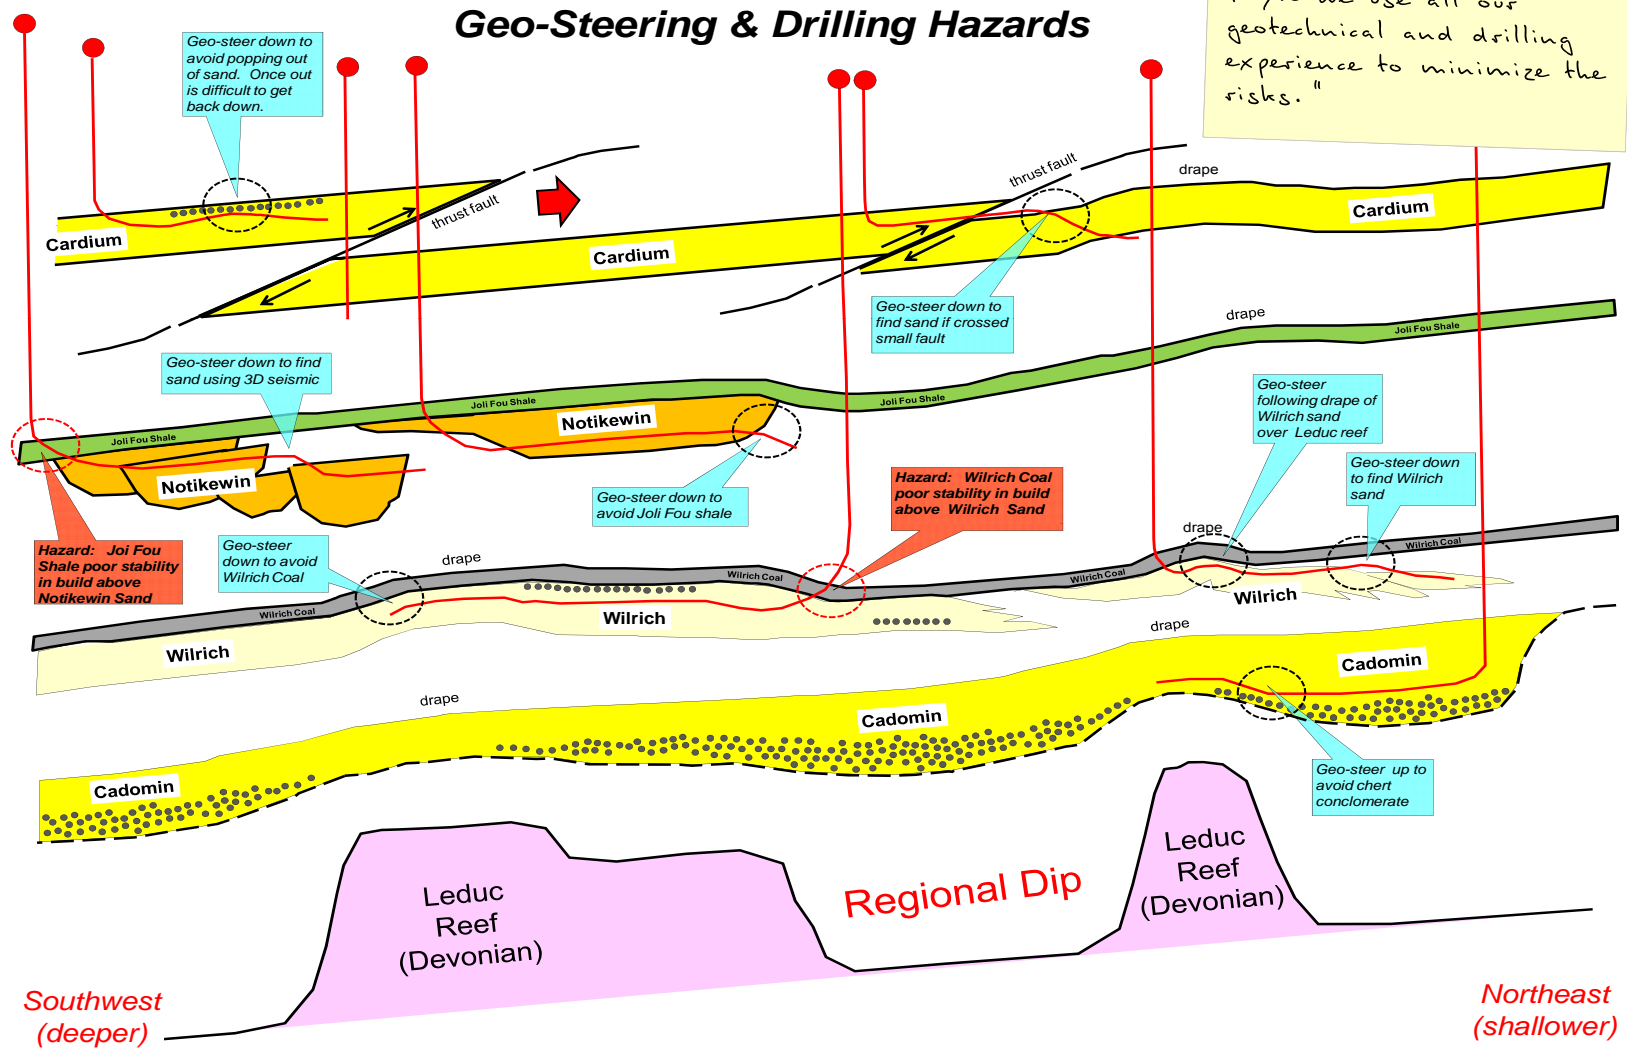 Geo-Steering & Drilling Hazards
geotechnical and drilling
experience to minimize the
risks."
Geo-steer down to
avoid popping out
of sand.  Once out
is difficult to get
back down.
thrust fault
thrust fault
drape
Cardium
Cardium
Cardium
Geo-steer down to
find sand if crossed
small fault
drape
Joli Fou Shale
Geo-steer down to find
sand using 3D seismic
Joli Fou Shale
Joli Fou Shale
Joli Fou Shale
Notikewin
Notikewin
Geo-steer
following drape of
Wilrich sand
over  Leduc reef
Geo-steer down
to find Wilrich
sand
Geo-steer down to
avoid Joli Fou shale
Hazard:   Wilrich Coal
poor stability in build
above  Wilrich  Sand
Hazard:   Joi Fou
Shale poor stability
in build above
Notikewin Sand
Geo-steer
down to avoid
Wilrich Coal
drape
drape
Wilrich Coal
Wilrich Coal
Wilrich Coal
Wilrich Coal
Wilrich
Wilrich
Wilrich
drape
drape
Cadomin
Cadomin
Cadomin
Geo-steer  up to
avoid chert
conclomerate
Leduc
Reef
(Devonian)
Regional Dip
Leduc
Reef
(Devonian)
Southwest
(deeper)
Northeast
(shallower)